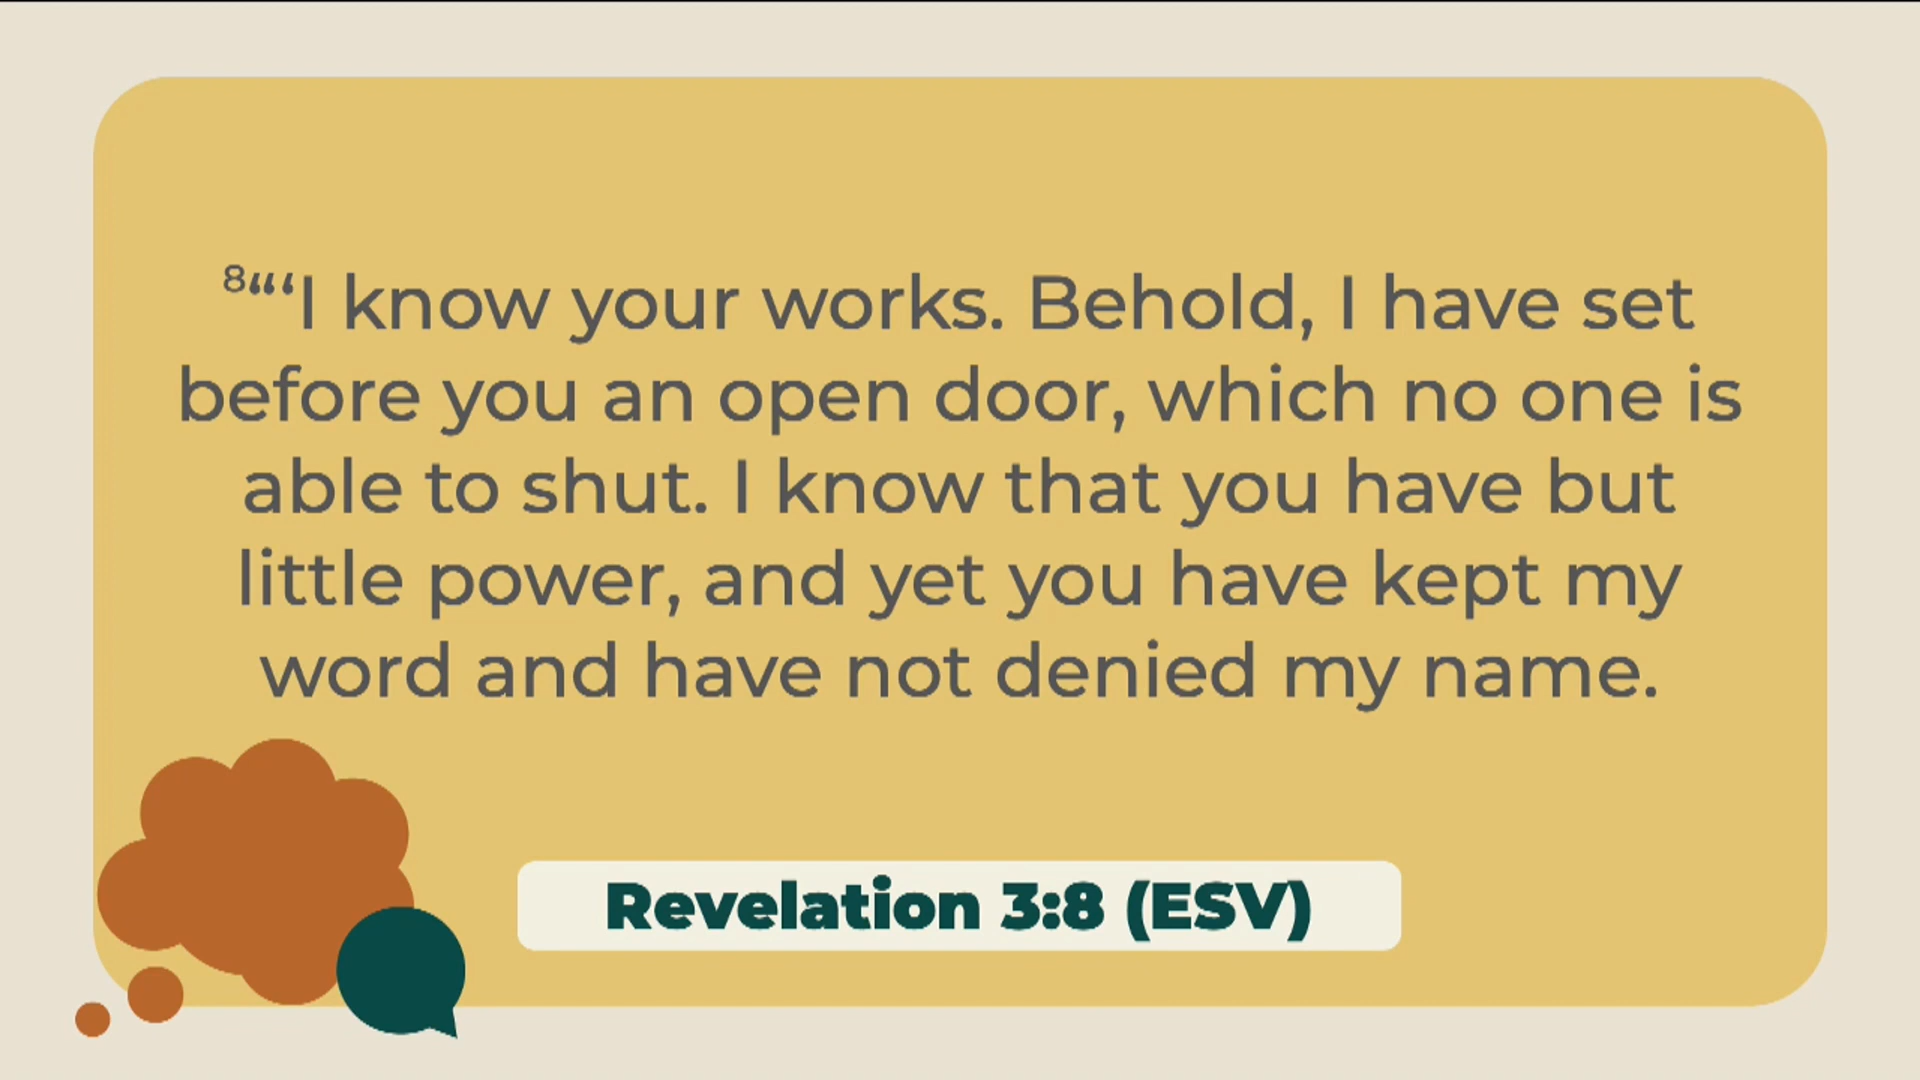 ⁸“‘I know your works. Behold, I have set
before you an open door, which no one is
able to shut. I know that you have but
little power, and yet you have kept my
word and have not denied my name.
Revelation 3:8 (ESV)